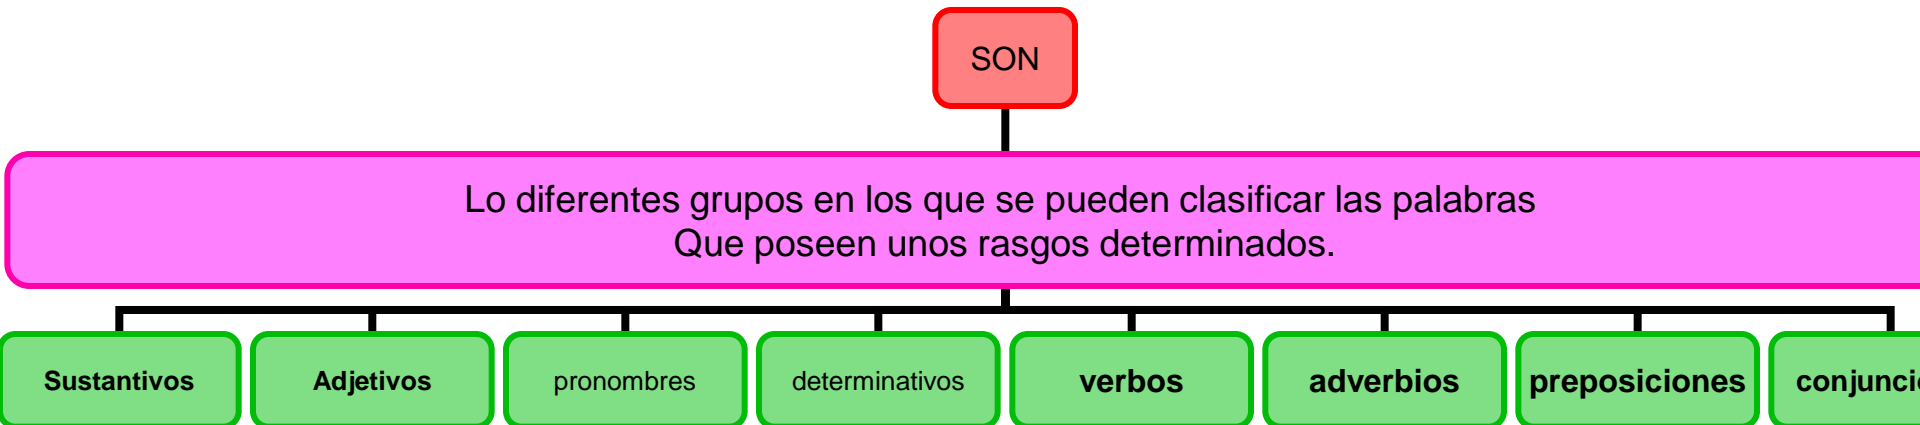 SON
Lo diferentes grupos en los que se pueden clasificar las palabras
Que poseen unos rasgos determinados.
Sustantivos Adjetivos pronombres determinativos verbos adverbios preposiciones